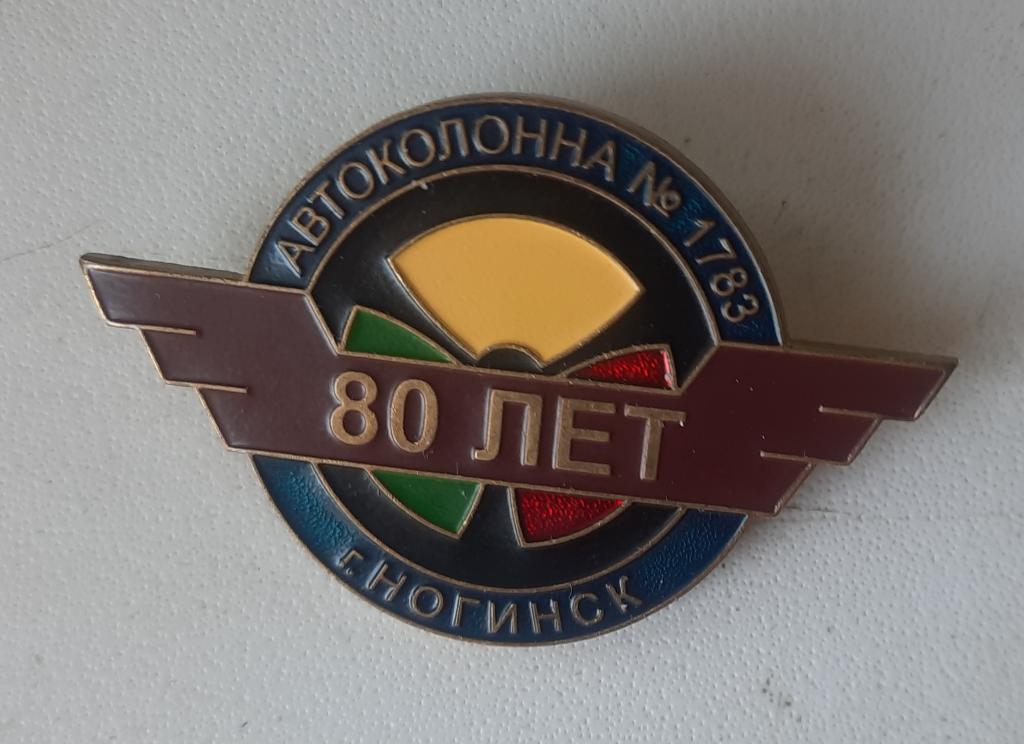 АВТОКОЛОННА № 1783
80 ЛЕТ
г. НОГИНСК